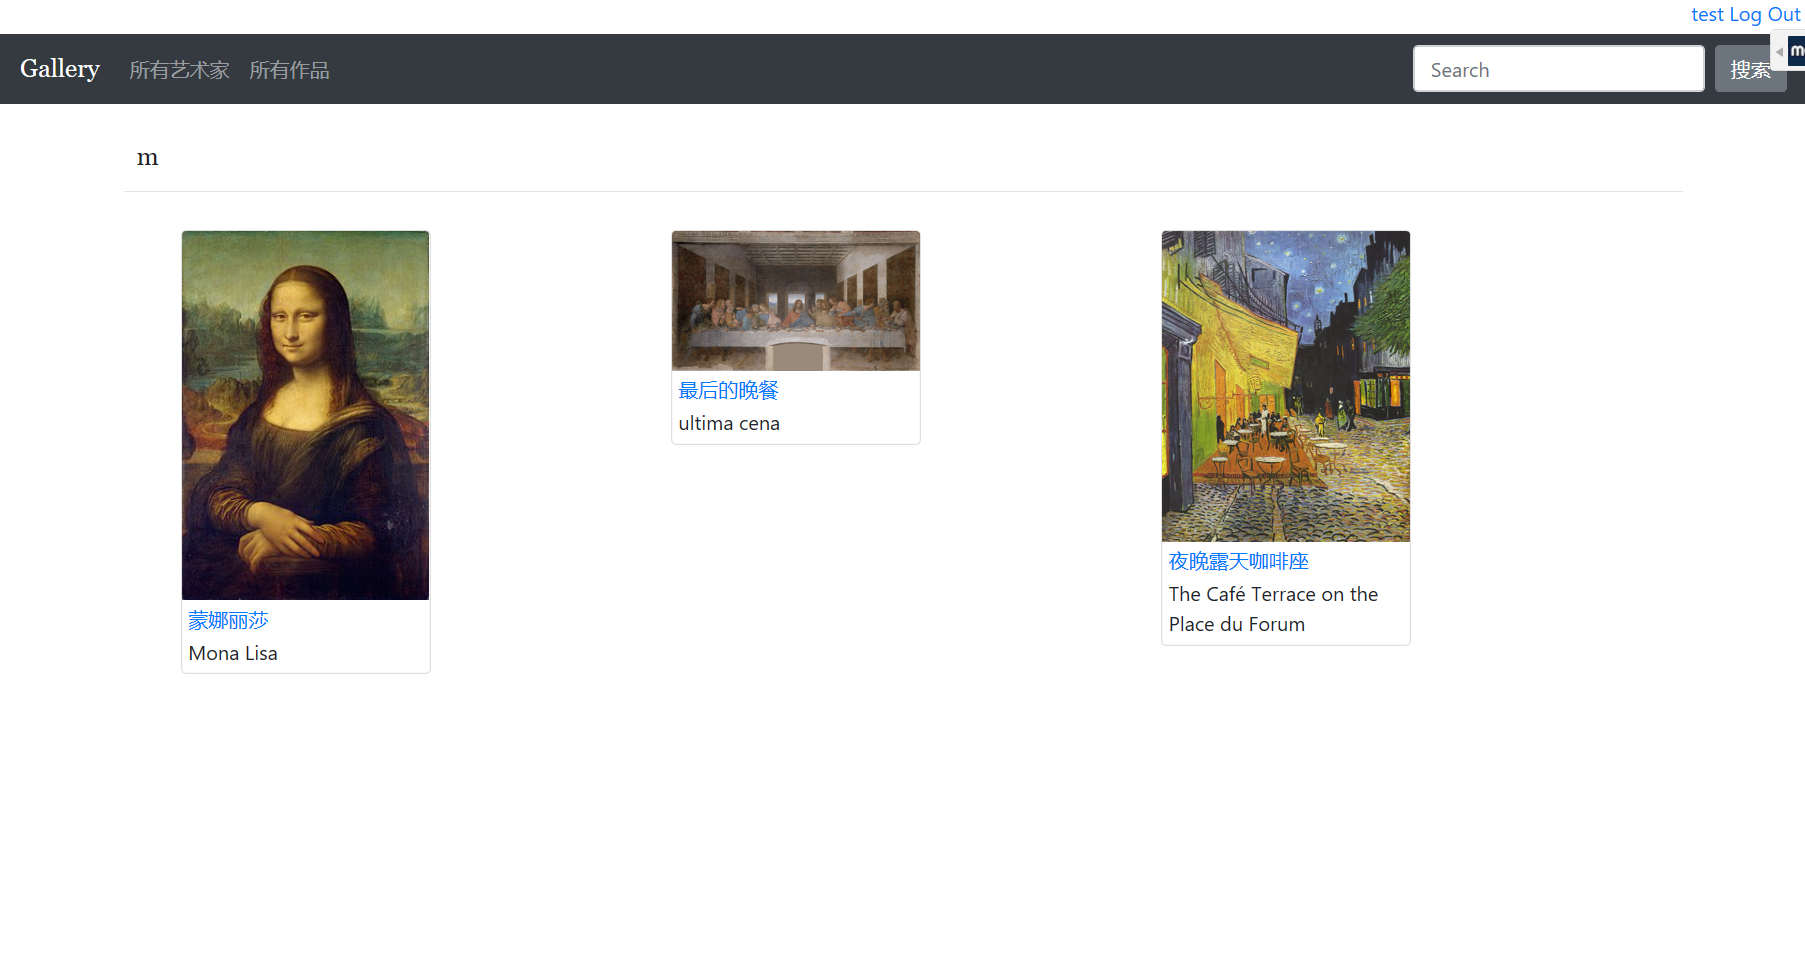 test Log Out
Gallery 所有艺术家 所有作品 Search 搜索
m
蒙娜丽莎
Mona Lisa
最后的晚餐
ultima cena
夜晚露天咖啡座
The Café Terrace on the
Place du Forum